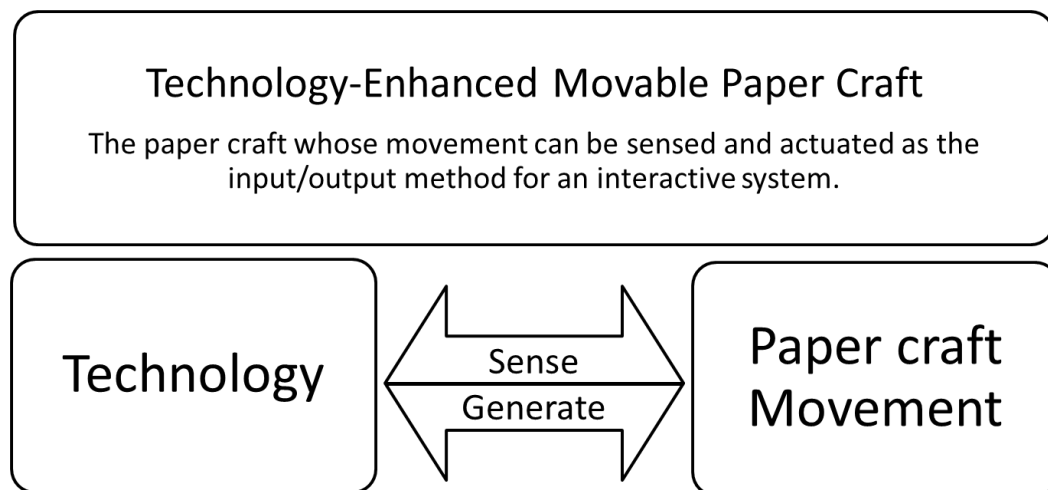 Technology-Enhanced Movable Paper Craft
The paper craft whose movement can be sensed and actuated as the
input/output method for an interactive system.
Technology
Sense
Generate
Paper craft
Movement